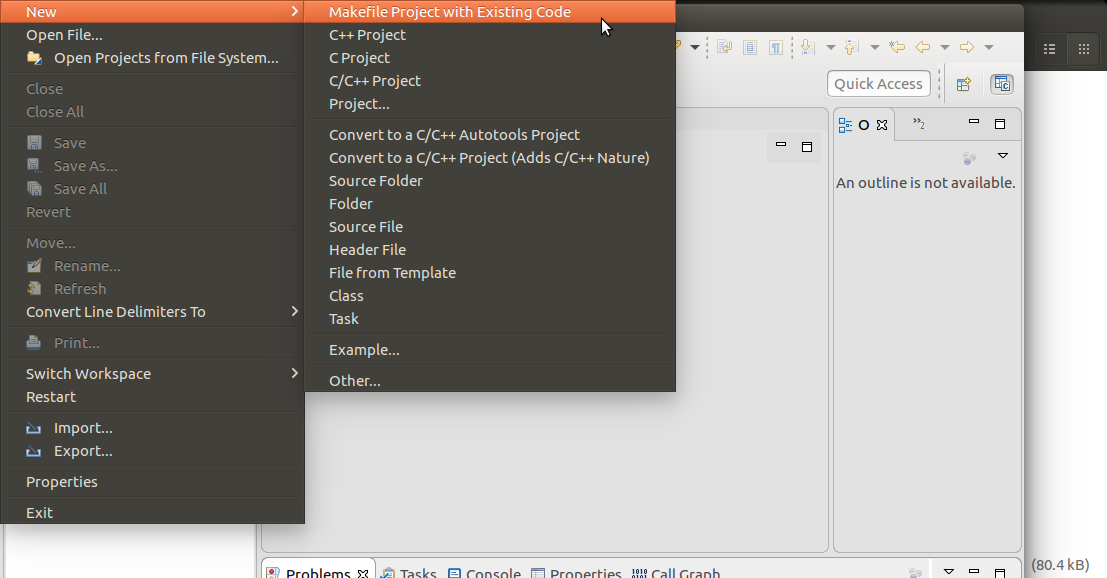 New
Open File...
Open Projects from File System...
Close
Close All
Save
Save As...
Save All
Revert
Move...
Rename...
Refresh
Convert Line Delimiters To
Print...
Switch Workspace
Restart
Import...
Export...
Properties
Exit
Makefile Project with Existing Code
C++ Project
C Project
C/C++ Project
Project...
Convert to a C/C++ Autotools Project
Convert to a C/C++ Project (Adds C/C++ Nature)
Source Folder
Folder
Source File
Header File
File from Template
Class
Task
Example...
Other...
Quick Access
O
2
An outline is not available.
Problems
Tasks
Console
Properties
Call Graph
(80.4 kB)